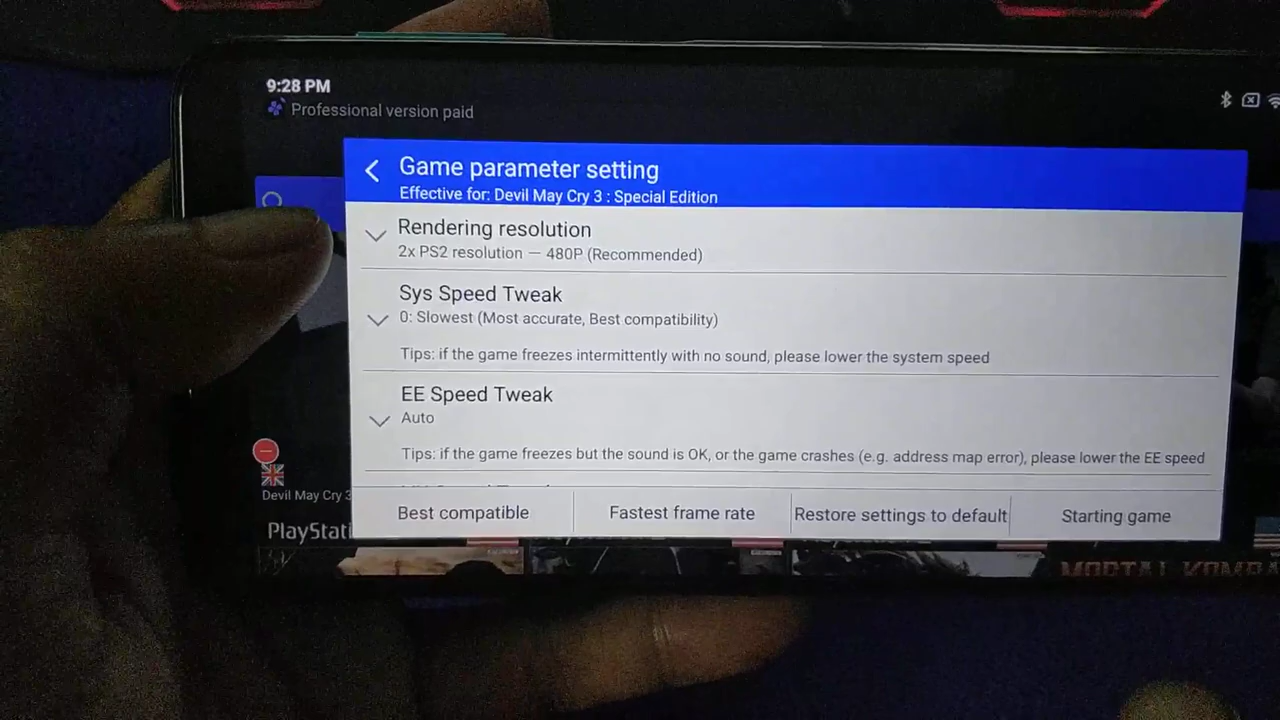 9:28 PM
Professional version paid
Game parameter setting
Effective for: Devil May Cry 3 : Special Edition
Rendering resolution
2x PS2 resolution — 480P (Recommended)
Sys Speed Tweak
0: Slowest (Most accurate, Best compatibility)
Tips: if the game freezes intermittently with no sound, please lower the system speed
EE Speed Tweak
Auto
Tips: if the game freezes but the sound is OK, or the game crashes (e.g. address map error), please lower the EE speed
Best compatible
Fastest frame rate
Restore settings to default
Starting game
Devil May Cry 3
PlayStati
MORTAL KOMBA